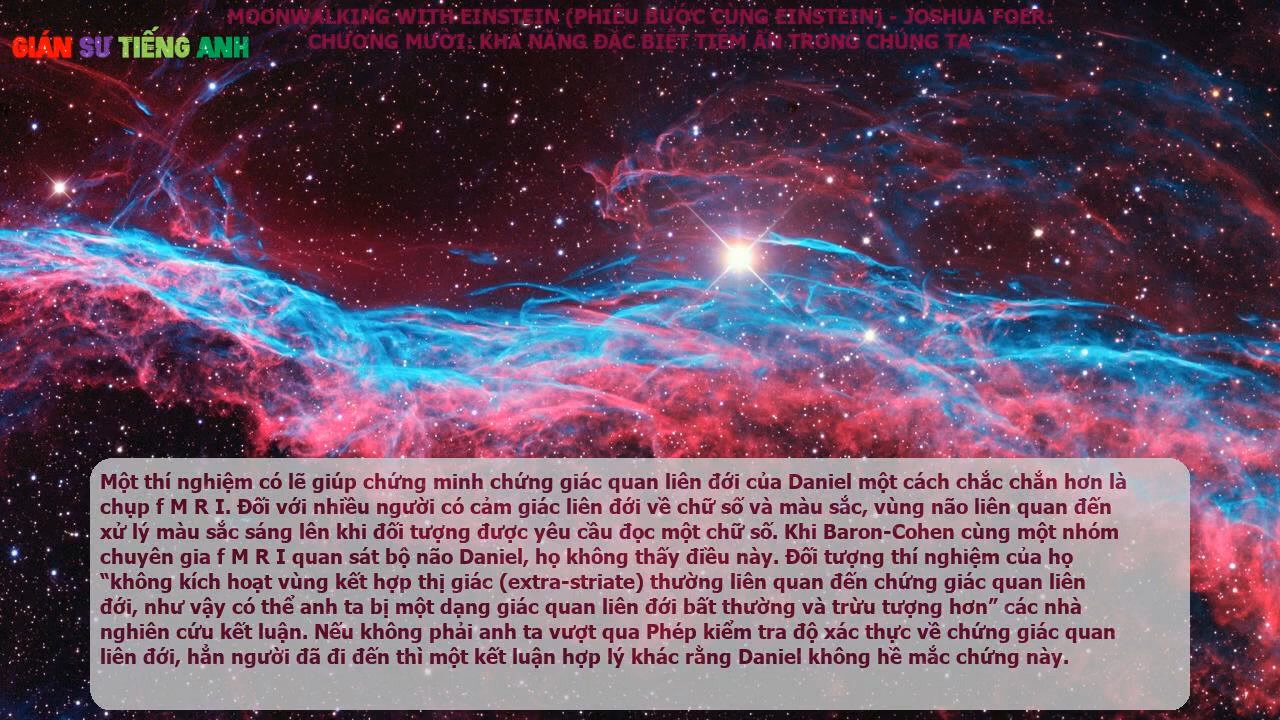 MOONWALKING WITH EINSTEIN (PHIÊU BƯỚC CÙNG EINSTEIN) - JOSHUA FOER:
GIÁN SỨ TIẾNG ANH
CHƯƠNG MƯỜI: KHẢ NĂNG ĐẶC BIỆT TIỀM ẨN TRONG CHÚNG TA
Một thí nghiệm có lẽ giúp chứng minh chứng giác quan liên đới của Daniel một cách chắc chắn hơn là
chụp f M R I. Đối với nhiều người có cảm giác liên đới về chữ số và màu sắc, vùng não liên quan đến
xử lý màu sắc sáng lên khi đối tượng được yêu cầu đọc một chữ số. Khi Baron-Cohen cùng một nhóm
chuyên gia f M R I quan sát bộ não Daniel, họ không thấy điều này. Đối tượng thí nghiệm của họ
“không kích hoạt vùng kết hợp thị giác (extra-striate) thường liên quan đến chứng giác quan liên
đới, như vậy có thể anh ta bị một dạng giác quan liên đới bất thường và trừu tượng hơn” các nhà
nghiên cứu kết luận. Nếu không phải anh ta vượt qua Phép kiểm tra độ xác thực về chứng giác quan
liên đới, hẳn người đã đi đến thì một kết luận hợp lý khác rằng Daniel không hề mắc chứng này.